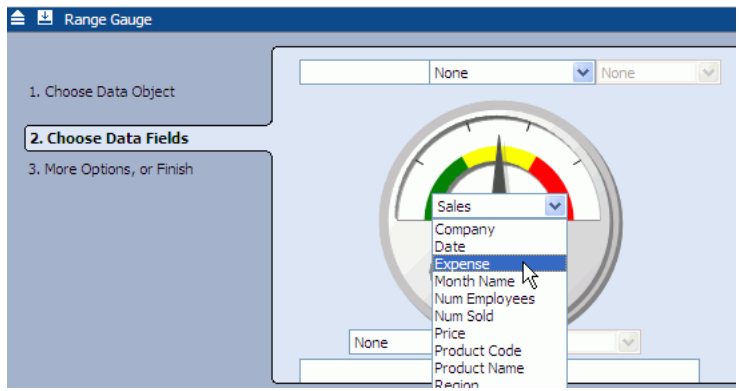 Range Gauge
None None
1. Choose Data Object
2. Choose Data Fields
3. More Options, or Finish
Sales
Company
Date
Expense
Month Name
Num Employees
Num Sold
Price
None
Product Code
Product Name
Region